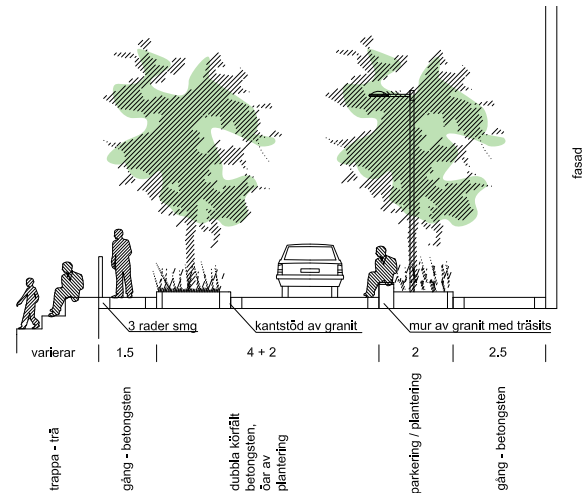 fasad
3 rader smg
kantstöd av granit
mur av granit med träsits
varierar
1.5
4 + 2
2
2.5
trappa - trä
gång - betongsten
dubbla körfält
betongsten,
öar av
plantering
parkering / plantering
gång - betongsten